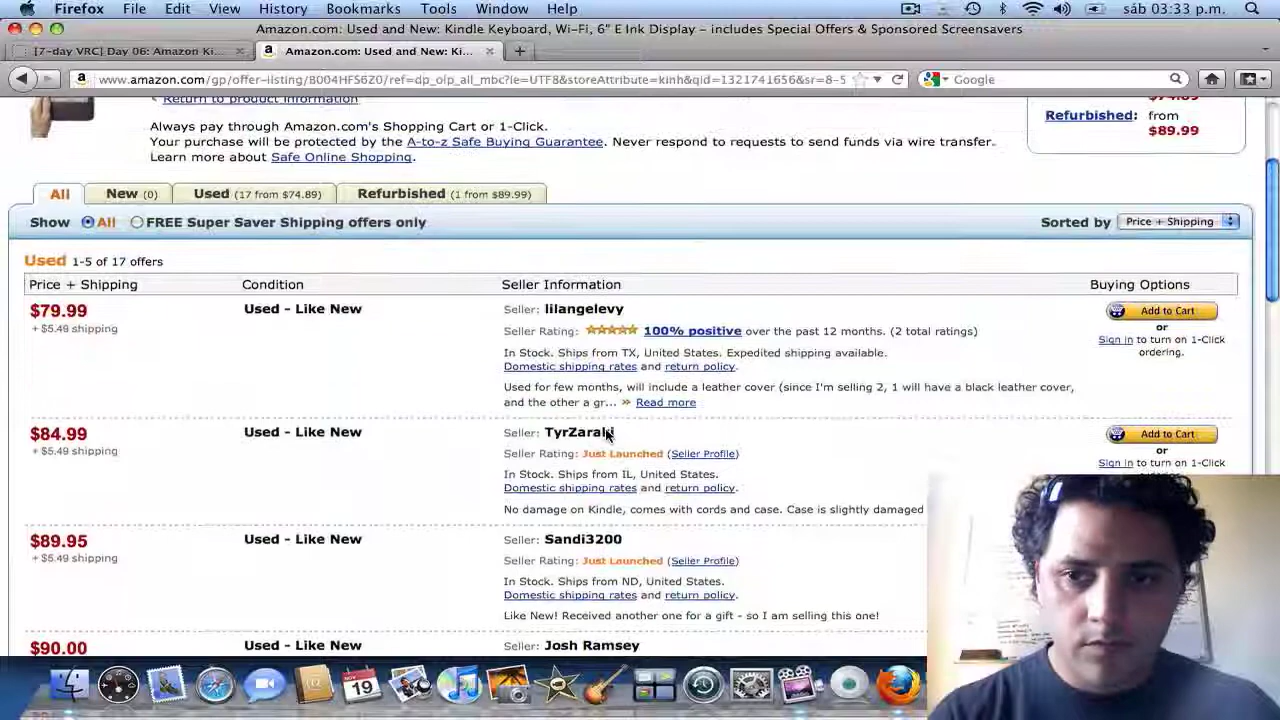 Firefox File Edit View History Bookmarks Tools Window Help sáb 03:33 p.m.
Amazon.com: Used and New: Kindle Keyboard, Wi-Fi, 6" E Ink Display – includes Special Offers & Sponsored Screensavers
[7-day VRC] Day 06: Amazon Ki... Amazon.com: Used and New: Ki...
www.amazon.com/gp/offer-listing/B004HFS6Z0/ref=dp_olp_all_mbc?ie=UTF8&storeAttribute=kinh&qid=1321741656&sr=8-5 Google
Return to product information
$74.89
Refurbished: from
$89.99
Always pay through Amazon.com's Shopping Cart or 1-Click.
Your purchase will be protected by the A-to-z Safe Buying Guarantee. Never respond to requests to send funds via wire transfer.
Learn more about Safe Online Shopping.
All New (0) Used (17 from $74.89) Refurbished (1 from $89.99)
Show All FREE Super Saver Shipping offers only Sorted by Price + Shipping
Used 1-5 of 17 offers
Price + Shipping Condition Seller Information Buying Options
$79.99 Used - Like New Seller: lilangelevy Add to Cart
+ $5.49 shipping Seller Rating: 100% positive over the past 12 months. (2 total ratings) or
Sign in to turn on 1-Click
ordering.
In Stock. Ships from TX, United States. Expedited shipping available.
Domestic shipping rates and return policy.
Used for few months, will include a leather cover (since I'm selling 2, 1 will have a black leather cover,
and the other a gr... » Read more
$84.99 Used - Like New Seller: TyrZaraki Add to Cart
+ $5.49 shipping Seller Rating: Just Launched (Seller Profile) or
Sign in to turn on 1-Click
In Stock. Ships from IL, United States.
Domestic shipping rates and return policy.
No damage on Kindle, comes with cords and case. Case is slightly damaged
$89.95 Used - Like New Seller: Sandi3200
+ $5.49 shipping Seller Rating: Just Launched (Seller Profile)
In Stock. Ships from ND, United States.
Domestic shipping rates and return policy.
Like New! Received another one for a gift - so I am selling this one!
$90.00 Used - Like New Seller: Josh Ramsey
NOV
19